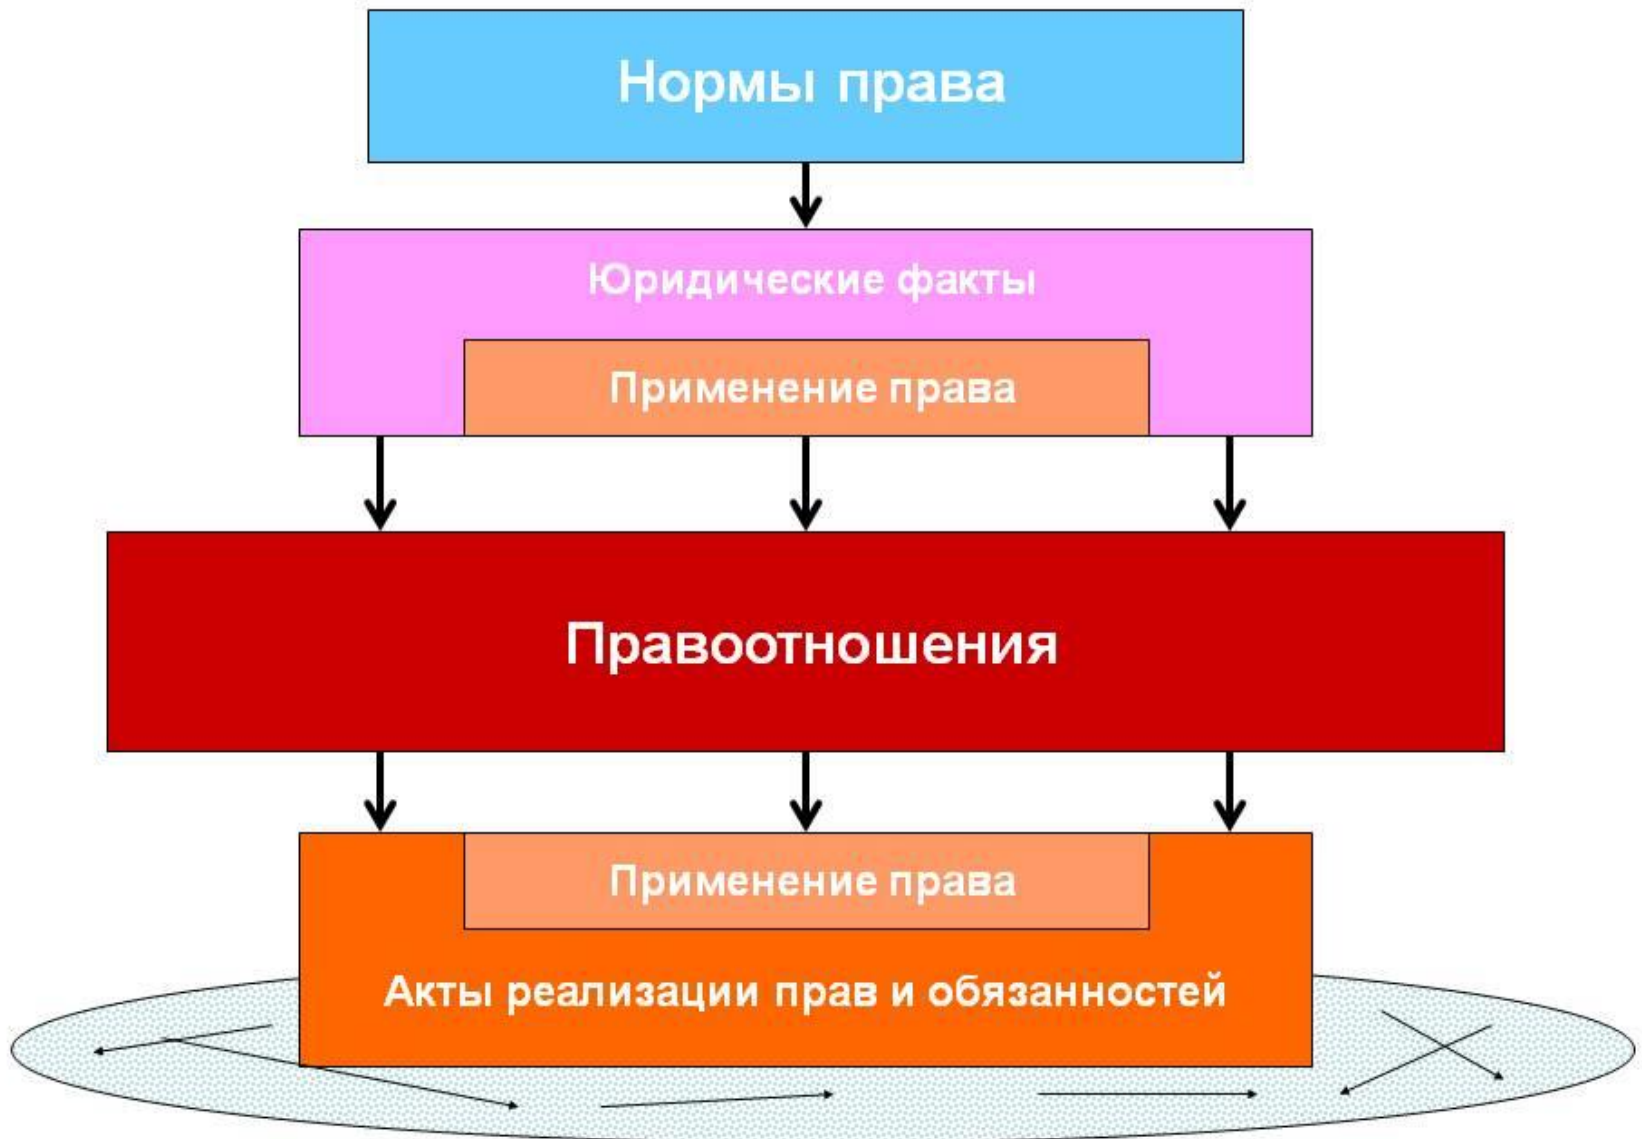 Нормы права
Юридические факты
Применение права
Правоотношения
Применение права
Акты реализации прав и обязанностей